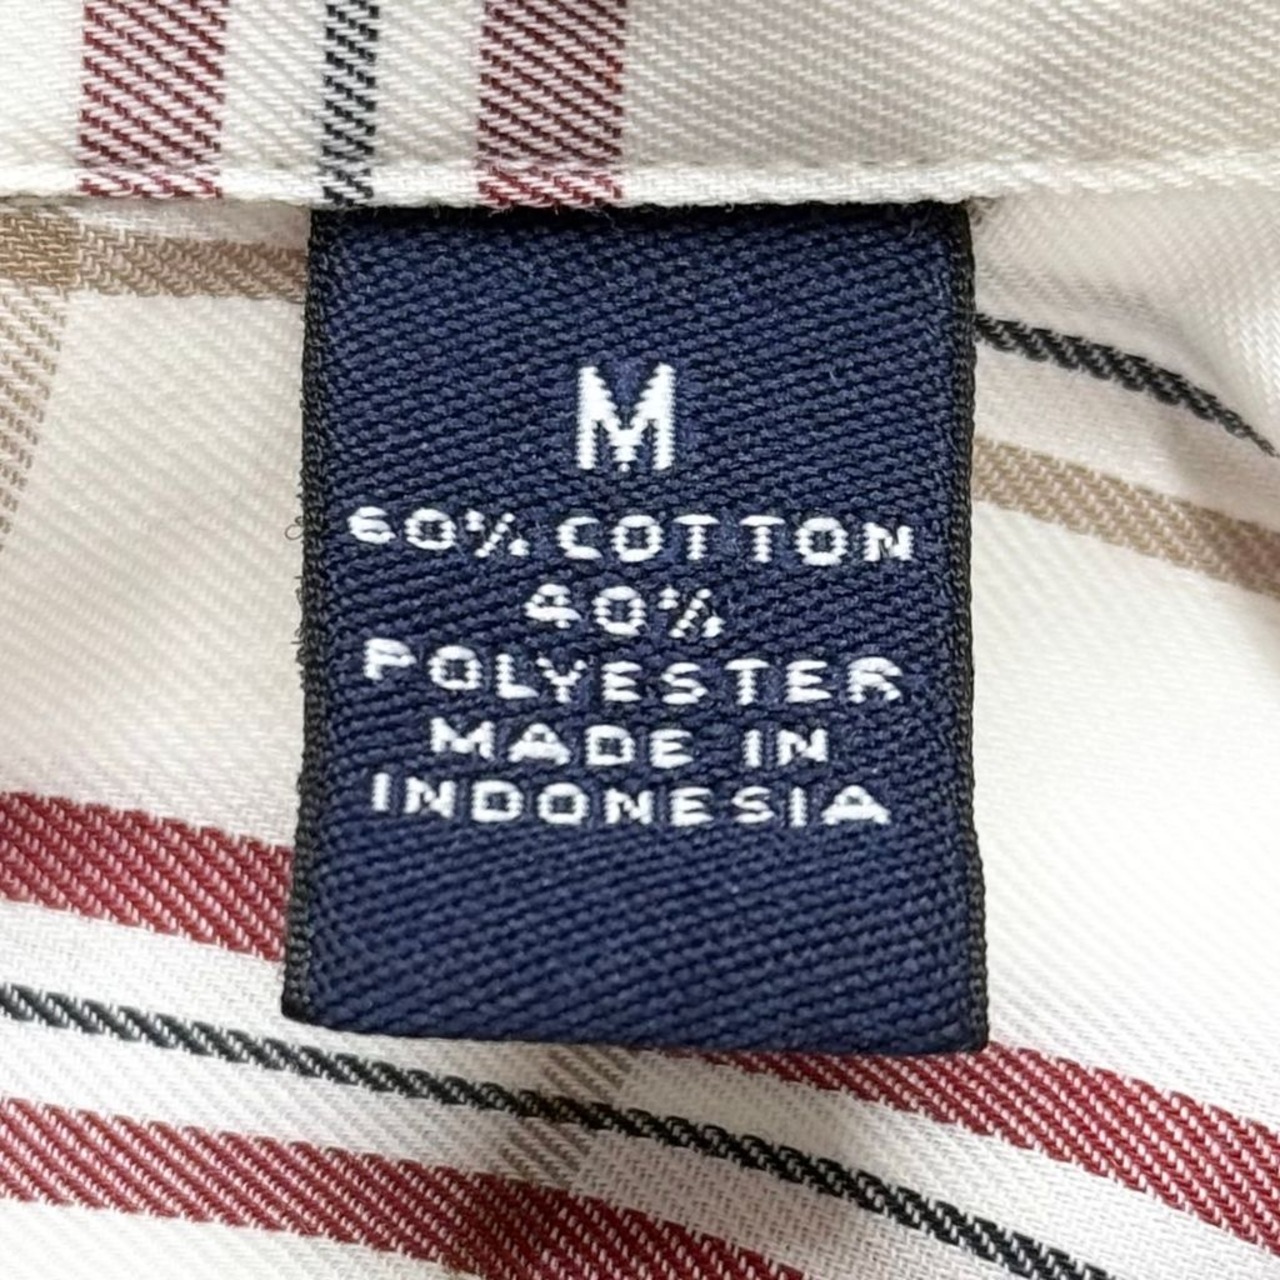 M
60% COTTON
40%
POLYESTER
MADE IN
INDONESIA